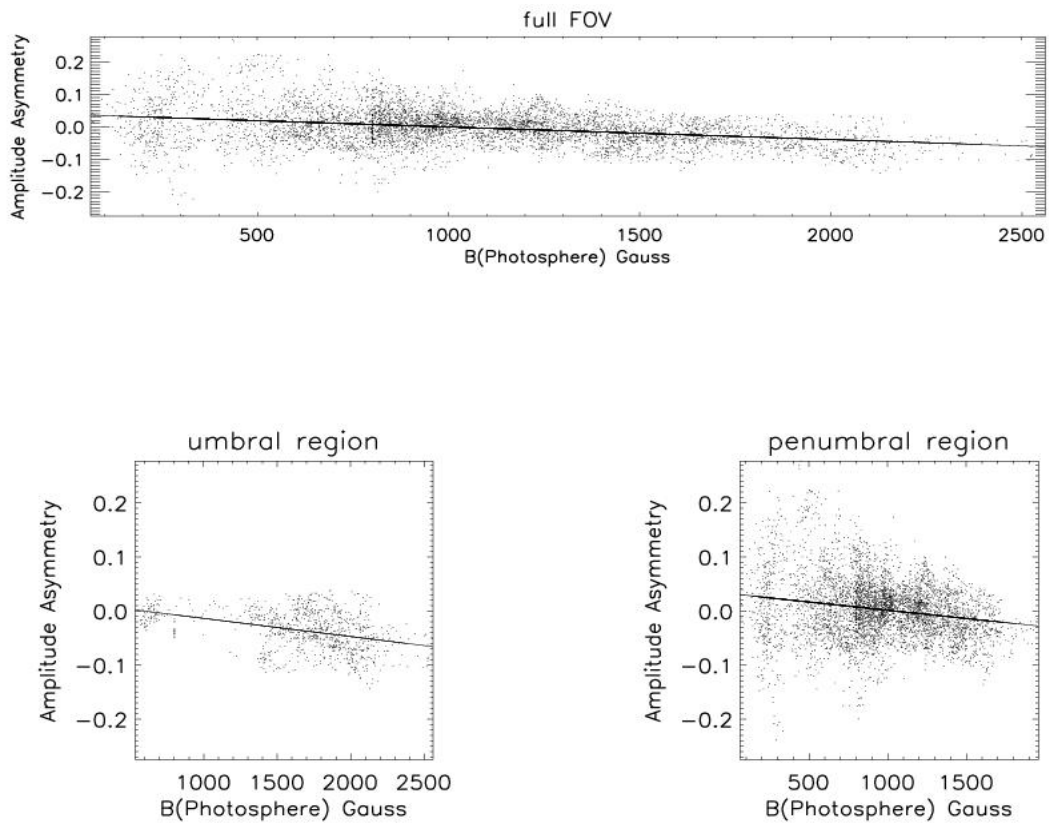 full FOV
Amplitude Asymmetry
0.2
0.1
0.0
−0.1
−0.2
500 1000 1500 2000 2500
B(Photosphere) Gauss
umbral region
Amplitude Asymmetry
0.2
0.1
0.0
−0.1
−0.2
1000 1500 2000 2500
B(Photosphere) Gauss
penumbral region
Amplitude Asymmetry
0.2
0.1
0.0
−0.1
−0.2
500 1000 1500
B(Photosphere) Gauss